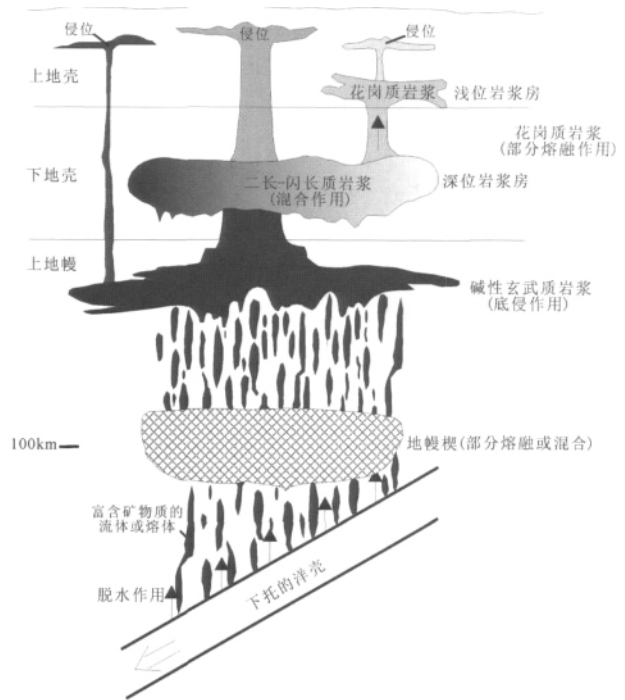 侵位
侵位
侵位
上地壳
花岗质岩浆
浅位岩浆房
花岗质岩浆
(部分熔融作用)
下地壳
二长-闪长质岩浆
(混合作用)
深位岩浆房
上地幔
碱性玄武质岩浆
(底侵作用)
100km
地幔楔(部分熔融或混合)
富含矿物质的
流体或熔体
脱水作用
下托的洋壳